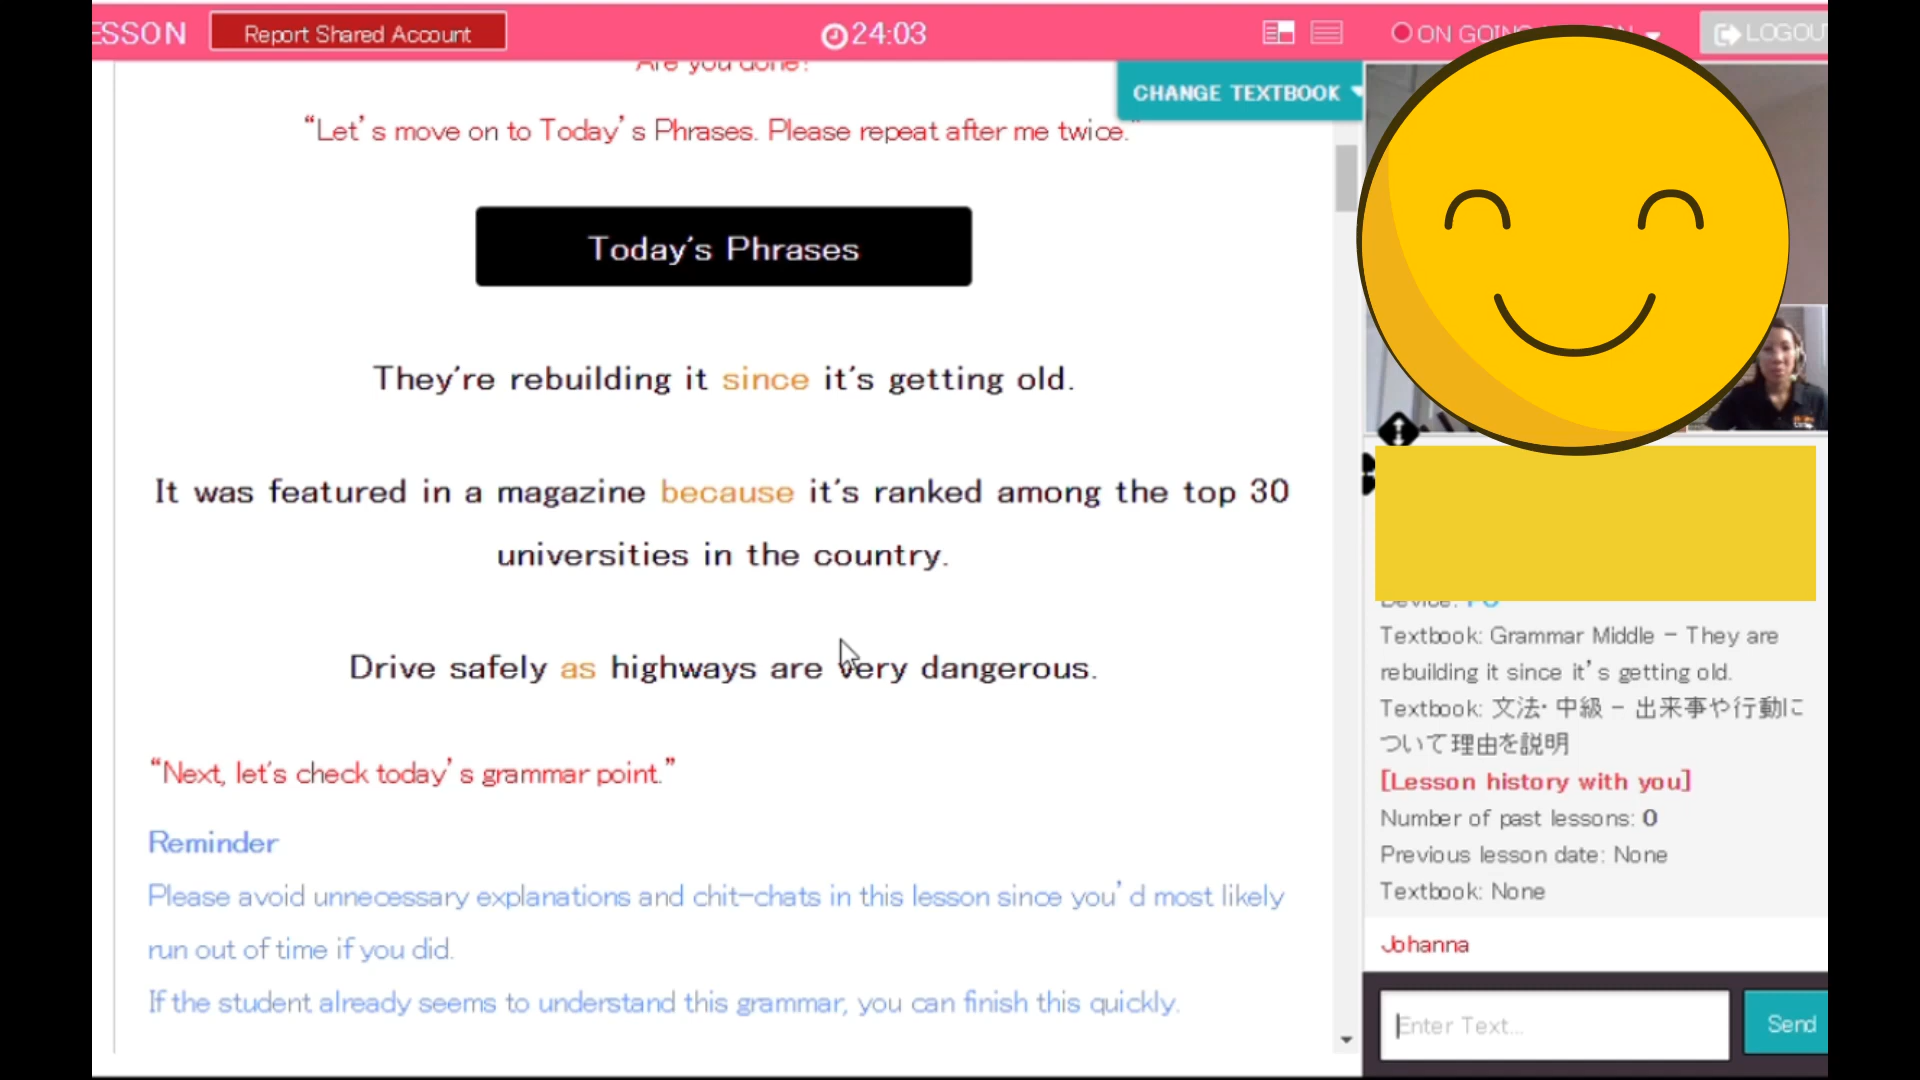 ESSON
Report Shared Account
24:03
ON GOING
LOGOU
Are you done?
CHANGE TEXTBOOK
“Let’s move on to Today’s Phrases. Please repeat after me twice.”
Today's Phrases
They're rebuilding it since it's getting old.
It was featured in a magazine because it's ranked among the top 30
universities in the country.
Drive safely as highways are very dangerous.
“Next, let's check today’s grammar point.”
Reminder
Please avoid unnecessary explanations and chit-chats in this lesson since you’d most likely
run out of time if you did.
If the student already seems to understand this grammar, you can finish this quickly.
Device: PC
Textbook: Grammar Middle - They are
rebuilding it since it’s getting old.
Textbook: 文法・中級 - 出来事や行動に
ついて理由を説明
[Lesson history with you]
Number of past lessons: 0
Previous lesson date: None
Textbook: None
Johanna
Enter Text...
Send